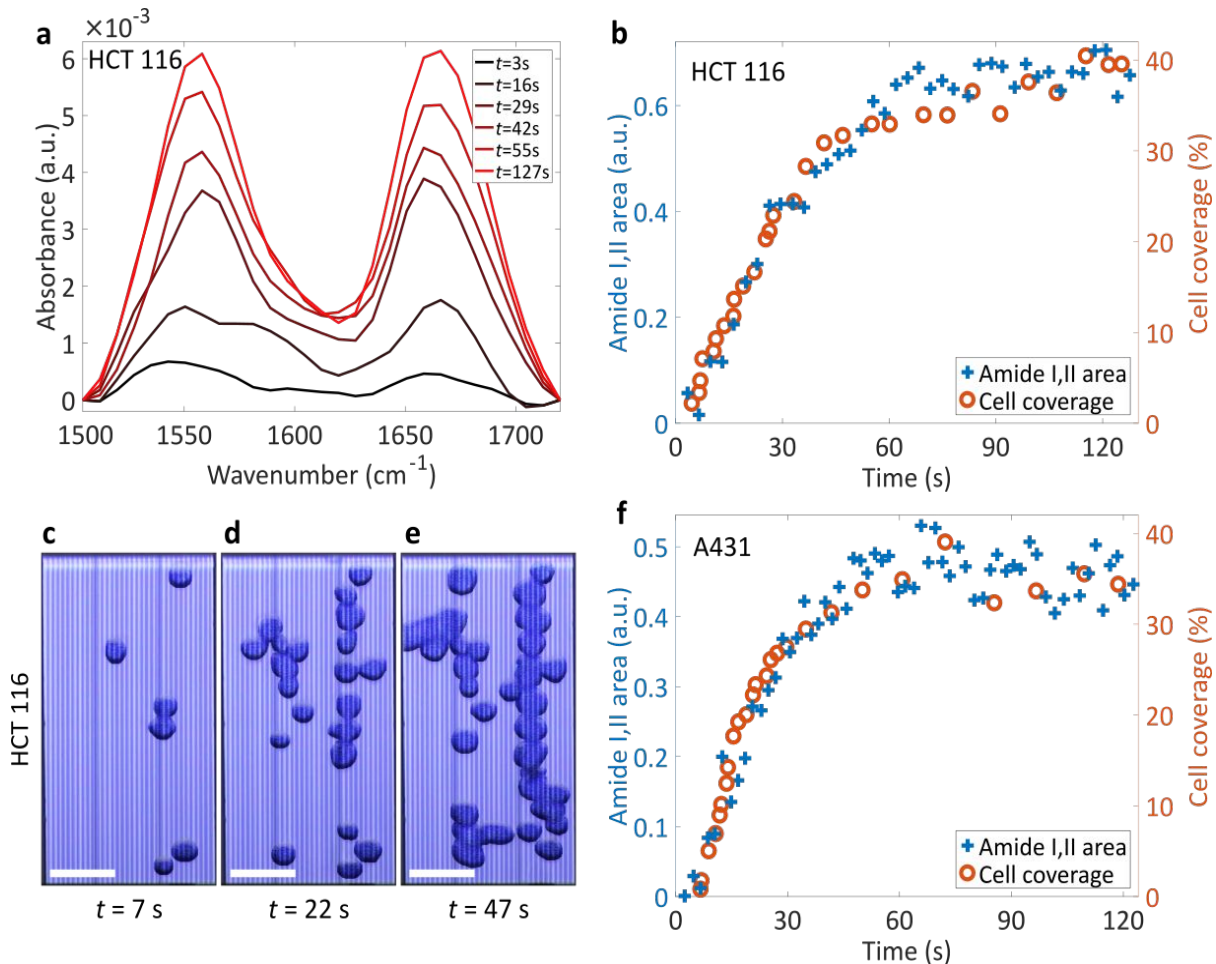 a
×10⁻³
HCT 116
t=3s
t=16s
t=29s
t=42s
t=55s
t=127s
6
5
4
3
2
1
0
Absorbance (a.u.)
1500 1550 1600 1650 1700
Wavenumber (cm⁻¹)
b
HCT 116
0.6
0.4
0.2
0
Amide I,II area (a.u.)
40
30
20
10
0
Cell coverage (%)
Amide I,II area
Cell coverage
0 30 60 90 120
Time (s)
c d e
HCT 116
t = 7 s t = 22 s t = 47 s
f
A431
0.5
0.4
0.3
0.2
0.1
0
Amide I,II area (a.u.)
40
30
20
10
0
Cell coverage (%)
Amide I,II area
Cell coverage
0 30 60 90 120
Time (s)